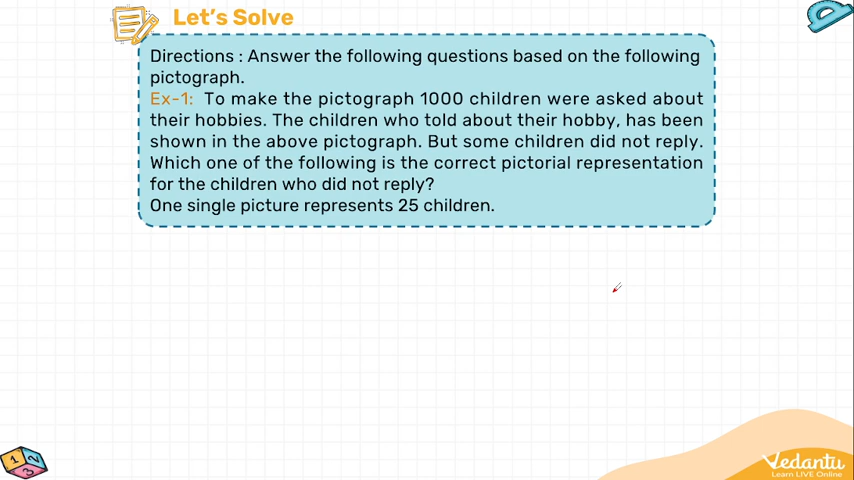 Let's Solve
Directions : Answer the following questions based on the following
pictograph.
Ex-1: To make the pictograph 1000 children were asked about
their hobbies. The children who told about their hobby, has been
shown in the above pictograph. But some children did not reply.
Which one of the following is the correct pictorial representation
for the children who did not reply?
One single picture represents 25 children.
1 2 3
Vedantu
Learn LIVE Online